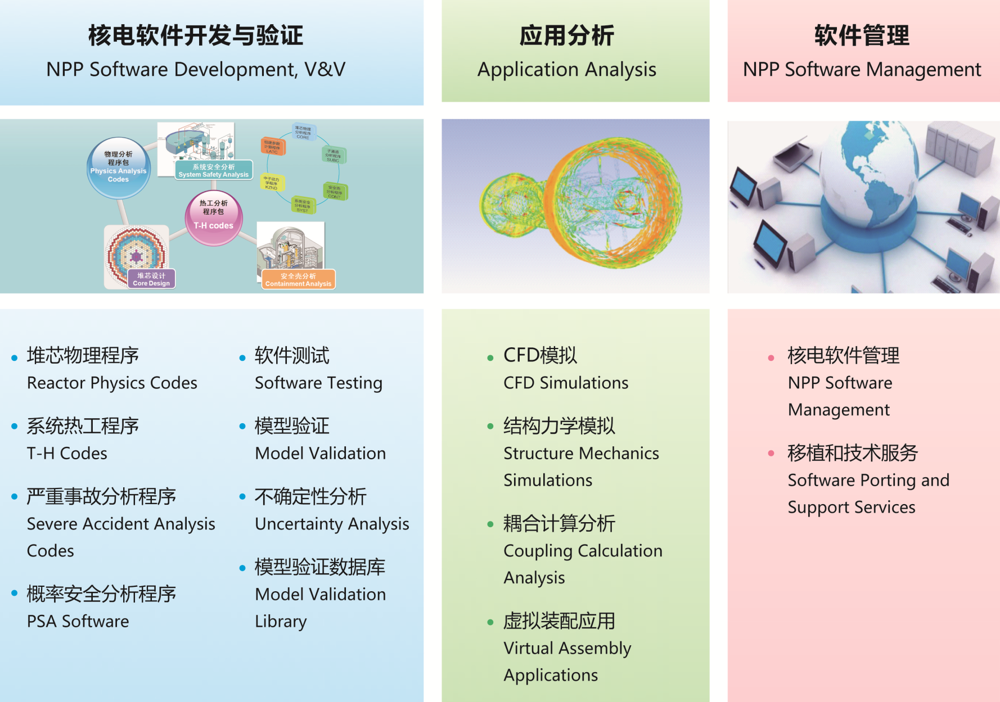 核电软件开发与验证
NPP Software Development, V&V
物理分析
程序包
Physics Analysis
Codes
系统安全分析
System Safety Analysis
热工分析
程序包
T-H codes
堆芯设计
Core Design
安全壳分析
Containment Analysis
堆芯物理
分析程序
CORE
子通道
分析程序
SUBC
安全壳
分析程序
CONT
系统安全
分析程序
SYST
中子动力
学程序
KZND
组建参数
计算程序
LATC
堆芯物理程序
Reactor Physics Codes
系统热工程序
T-H Codes
严重事故分析程序
Severe Accident Analysis
Codes
概率安全分析程序
PSA Software
软件测试
Software Testing
模型验证
Model Validation
不确定性分析
Uncertainty Analysis
模型验证数据库
Model Validation
Library
应用分析
Application Analysis
CFD模拟
CFD Simulations
结构力学模拟
Structure Mechanics
Simulations
耦合计算分析
Coupling Calculation
Analysis
虚拟装配应用
Virtual Assembly
Applications
软件管理
NPP Software Management
核电软件管理
NPP Software
Management
移植和技术服务
Software Porting and
Support Services